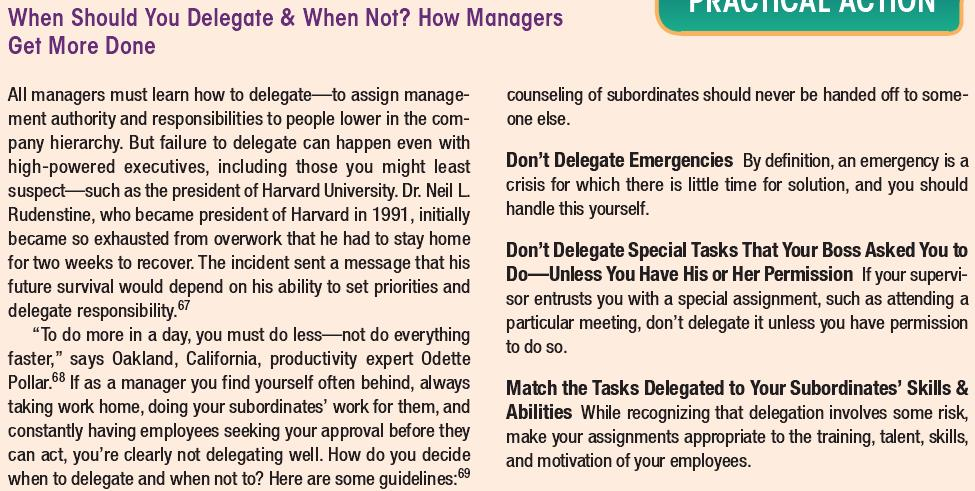 PRACTICAL ACTION
When Should You Delegate & When Not? How Managers
Get More Done
All managers must learn how to delegate—to assign manage-
ment authority and responsibilities to people lower in the com-
pany hierarchy. But failure to delegate can happen even with
high-powered executives, including those you might least
suspect—such as the president of Harvard University. Dr. Neil L.
Rudenstine, who became president of Harvard in 1991, initially
became so exhausted from overwork that he had to stay home
for two weeks to recover. The incident sent a message that his
future survival would depend on his ability to set priorities and
delegate responsibility.67
“To do more in a day, you must do less—not do everything
faster,” says Oakland, California, productivity expert Odette
Pollar.68 If as a manager you find yourself often behind, always
taking work home, doing your subordinates’ work for them, and
constantly having employees seeking your approval before they
can act, you’re clearly not delegating well. How do you decide
when to delegate and when not to? Here are some guidelines:69
counseling of subordinates should never be handed off to some-
one else.
Don’t Delegate Emergencies By definition, an emergency is a
crisis for which there is little time for solution, and you should
handle this yourself.
Don’t Delegate Special Tasks That Your Boss Asked You to
Do—Unless You Have His or Her Permission If your supervi-
sor entrusts you with a special assignment, such as attending a
particular meeting, don’t delegate it unless you have permission
to do so.
Match the Tasks Delegated to Your Subordinates’ Skills &
Abilities While recognizing that delegation involves some risk,
make your assignments appropriate to the training, talent, skills,
and motivation of your employees.